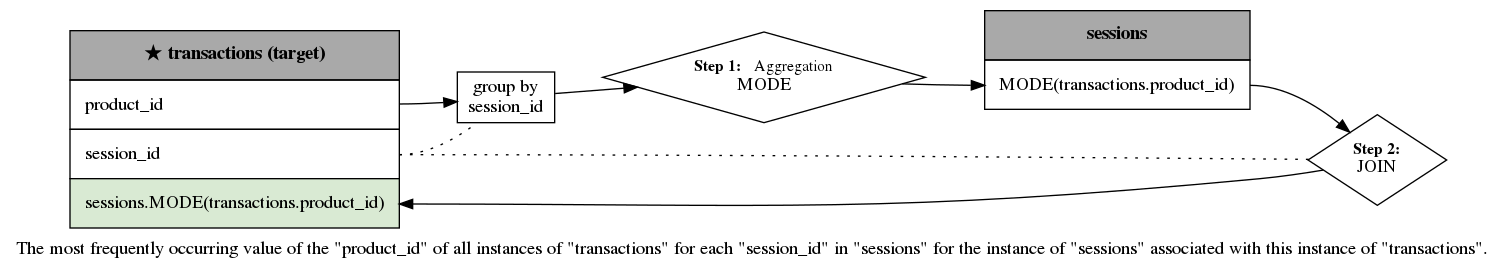 ★ transactions (target)
product_id
session_id
sessions.MODE(transactions.product_id)
group by
session_id
Step 1: Aggregation
MODE
sessions
MODE(transactions.product_id)
Step 2:
JOIN
The most frequently occurring value of the "product_id" of all instances of "transactions" for each "session_id" in "sessions" for the instance of "sessions" associated with this instance of "transactions".